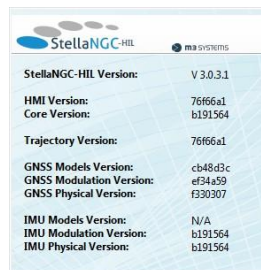 StellaNGC-HIL
m3 systems
StellaNGC-HIL Version: V 3.0.3.1
HMI Version: 76f66a1
Core Version: b191564
Trajectory Version: 76f66a1
GNSS Models Version: cb48d3c
GNSS Modulation Version: ef34a59
GNSS Physical Version: f330307
IMU Models Version: N/A
IMU Modulation Version: b191564
IMU Physical Version: b191564